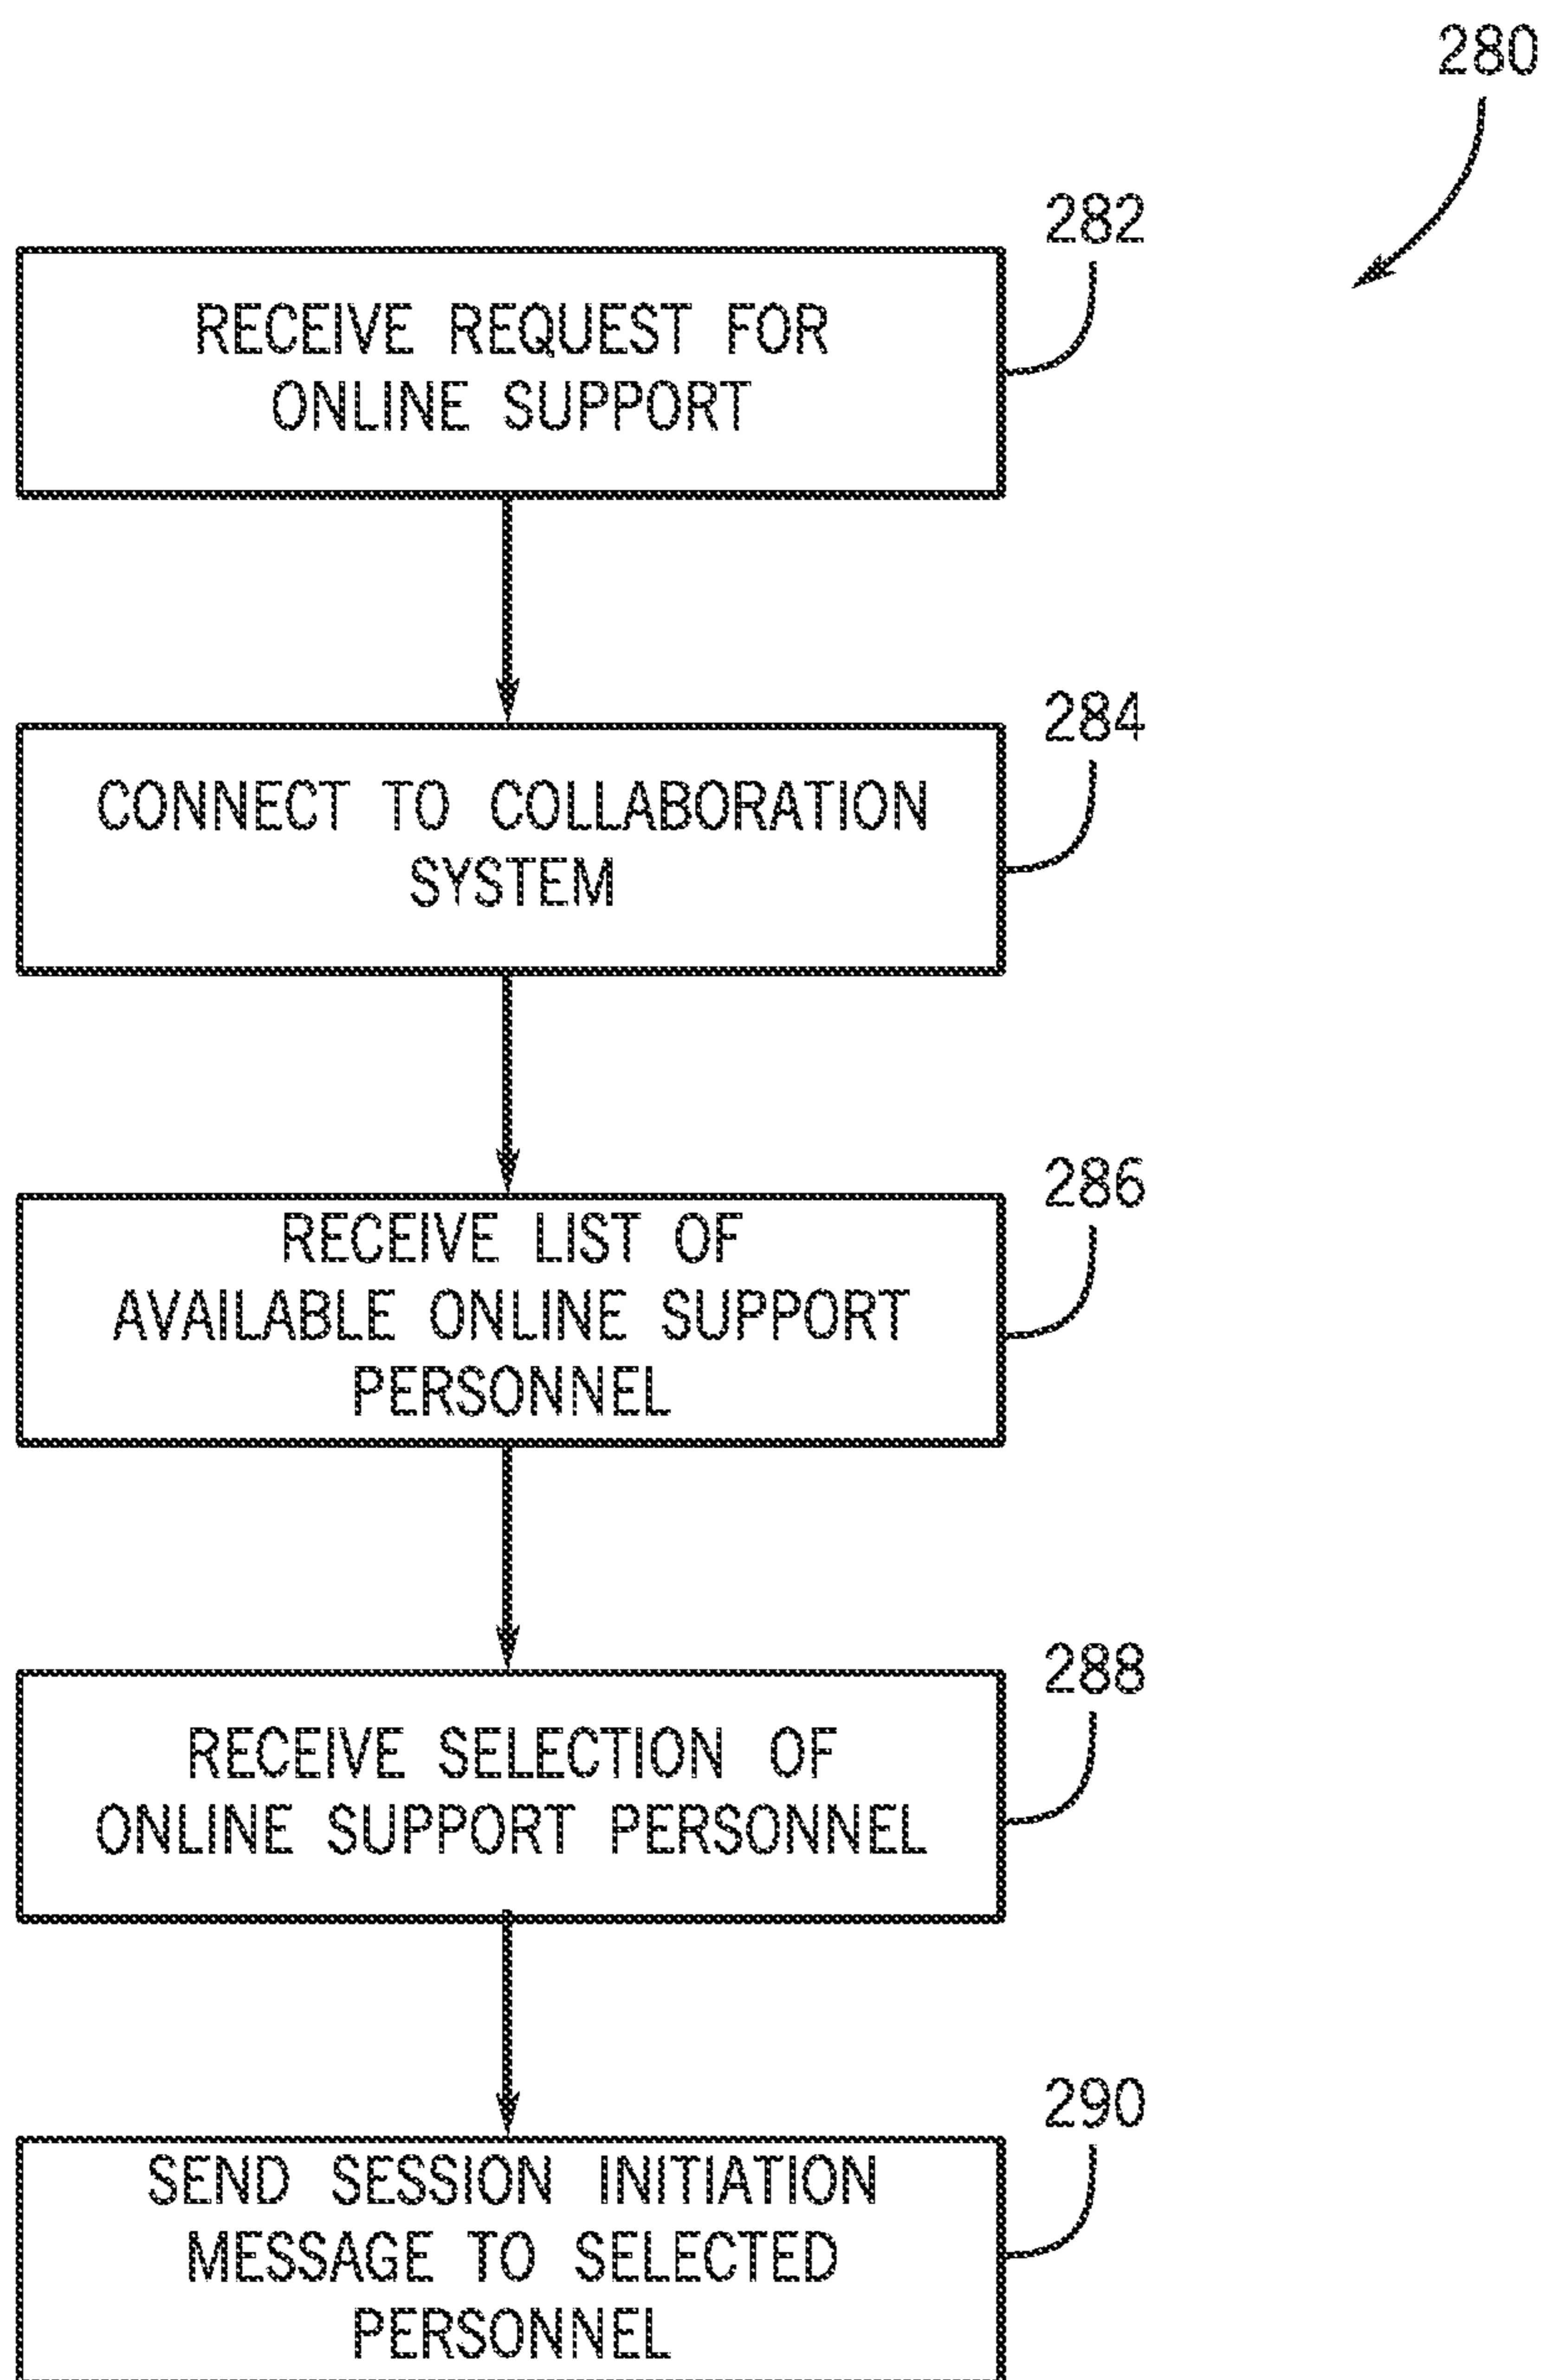 280
282
RECEIVE REQUEST FOR
ONLINE SUPPORT
284
CONNECT TO COLLABORATION
SYSTEM
286
RECEIVE LIST OF
AVAILABLE ONLINE SUPPORT
PERSONNEL
288
RECEIVE SELECTION OF
ONLINE SUPPORT PERSONNEL
290
SEND SESSION INITIATION
MESSAGE TO SELECTED
PERSONNEL